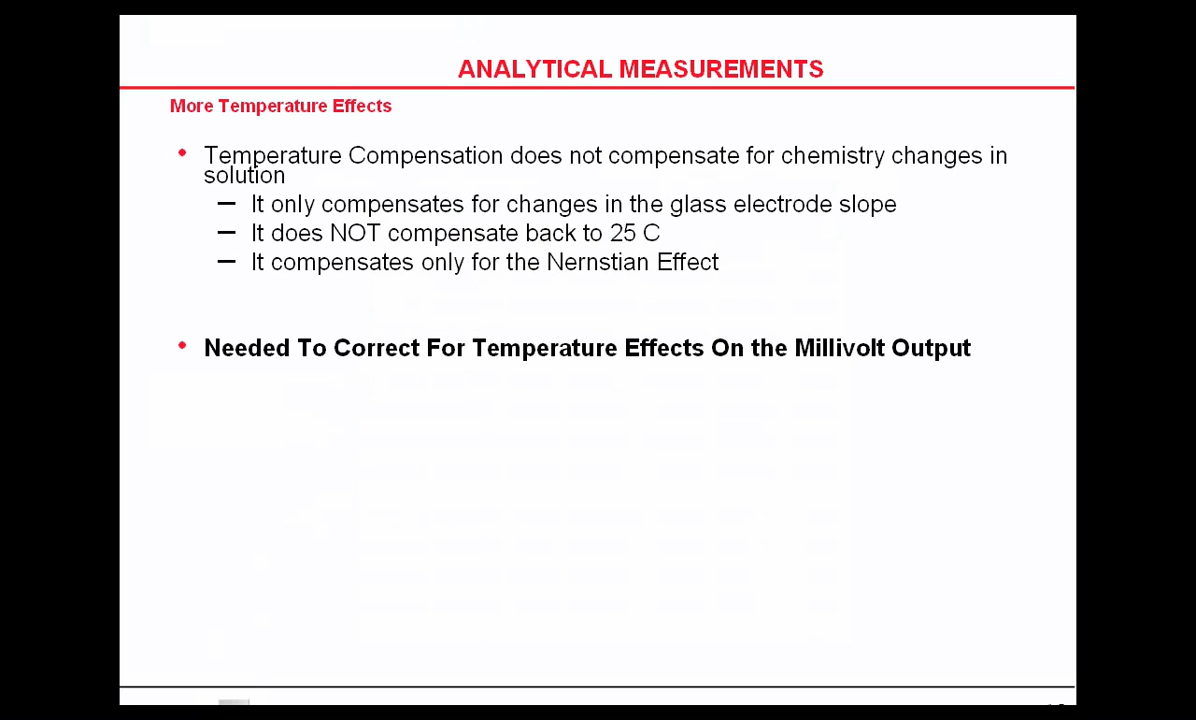 ANALYTICAL MEASUREMENTS
More Temperature Effects
• Temperature Compensation does not compensate for chemistry changes in
solution
— It only compensates for changes in the glass electrode slope
— It does NOT compensate back to 25 C
— It compensates only for the Nernstian Effect
• Needed To Correct For Temperature Effects On the Millivolt Output